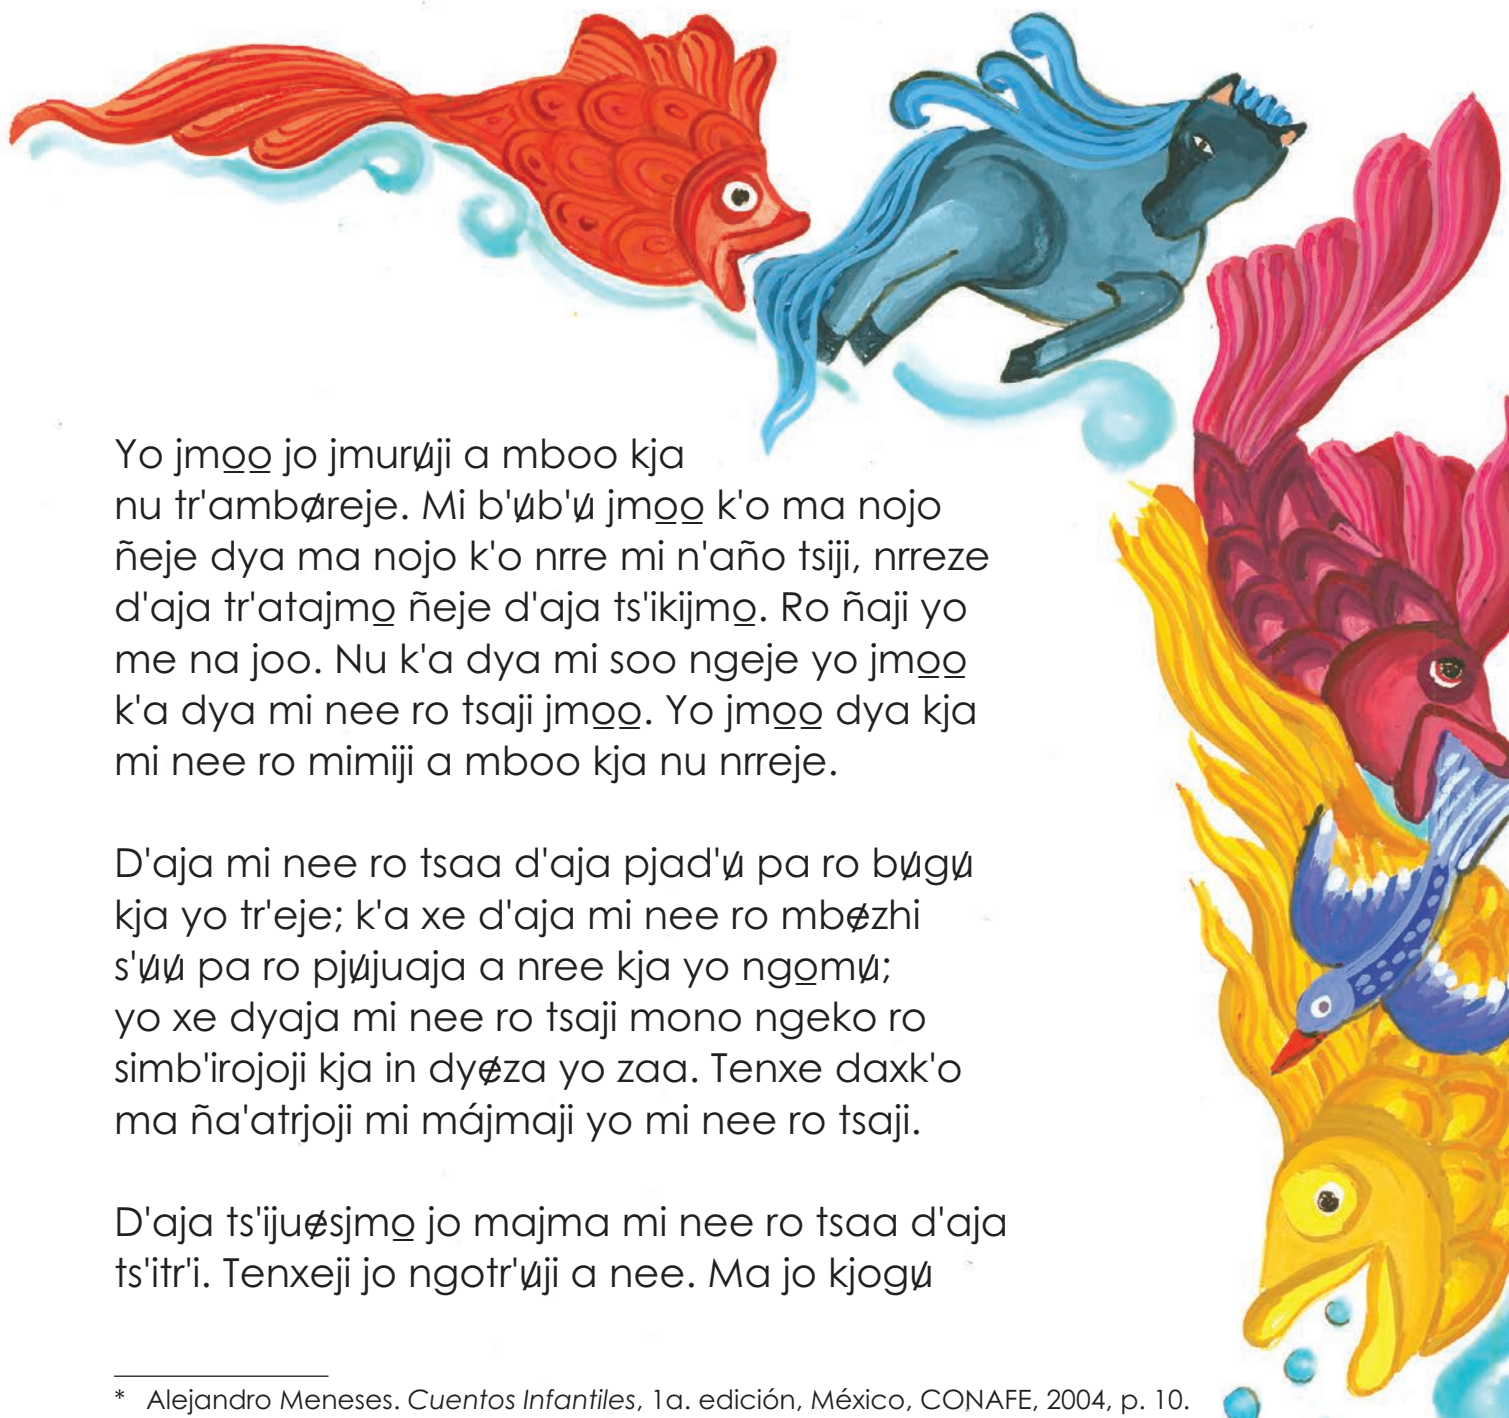 Yo jmo̲o̲ jo jmurʉji a mboo kja
nu tr'ambøreje. Mi b'ʉb'ʉ jmo̲o̲ k'o ma nojo
ñeje dya ma nojo k'o nrre mi n'año tsiji, nrreze
d'aja tr'atajmo̲ ñeje d'aja ts'ikijmo̲. Ro ñaji yo
me na joo. Nu k'a dya mi soo ngeje yo jmo̲o̲
k'a dya mi nee ro tsaji jmo̲o̲. Yo jmo̲o̲ dya kja
mi nee ro mimiji a mboo kja nu nrreje.
D'aja mi nee ro tsaa d'aja pjad'ʉ pa ro bʉgʉ
kja yo tr'eje; k'a xe d'aja mi nee ro mbɇzhi
s'ʉʉ pa ro pjʉjuaja a nree kja yo ngo̲mʉ;
yo xe dyaja mi nee ro tsaji mono ngeko ro
simb'irojoji kja in dyɇza yo zaa. Tenxe daxk'o
ma ña'atrjoji mi májmaji yo mi nee ro tsaji.
D'aja ts'ijuɇsjmo̲ jo majma mi nee ro tsaa d'aja
ts'itr'i. Tenxeji jo ngotr'ʉji a nee. Ma jo kjogʉ
* Alejandro Meneses. Cuentos Infantiles, 1a. edición, México, CONAFE, 2004, p. 10.